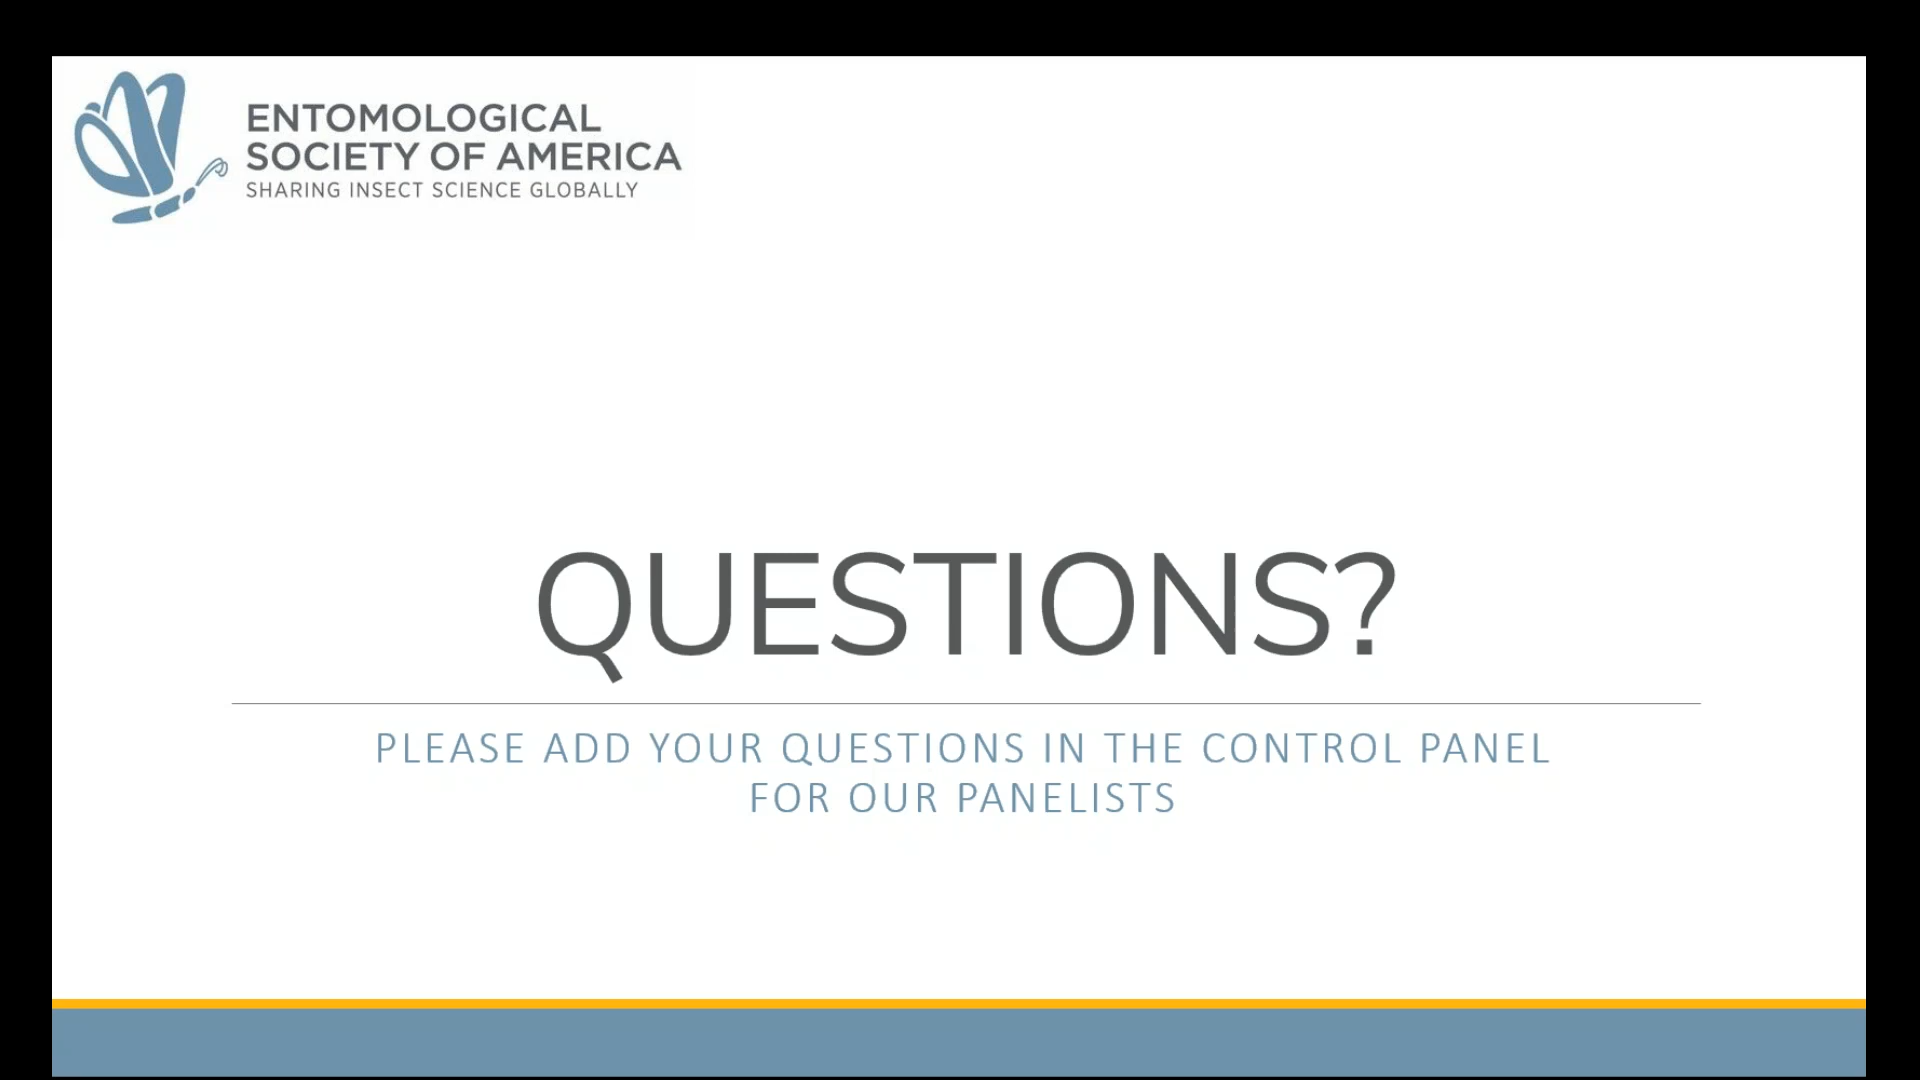 ENTOMOLOGICAL
SOCIETY OF AMERICA
SHARING INSECT SCIENCE GLOBALLY
QUESTIONS?
PLEASE ADD YOUR QUESTIONS IN THE CONTROL PANEL
FOR OUR PANELISTS